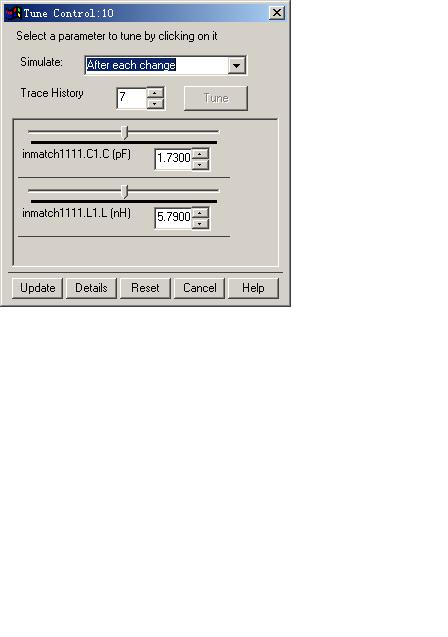 Tune Control:10
Select a parameter to tune by clicking on it
Simulate: After each change
Trace History 7 Tune
inmatch1111.C1.C (pF) 1.7300
inmatch1111.L1.L (nH) 5.7900
Update Details Reset Cancel Help